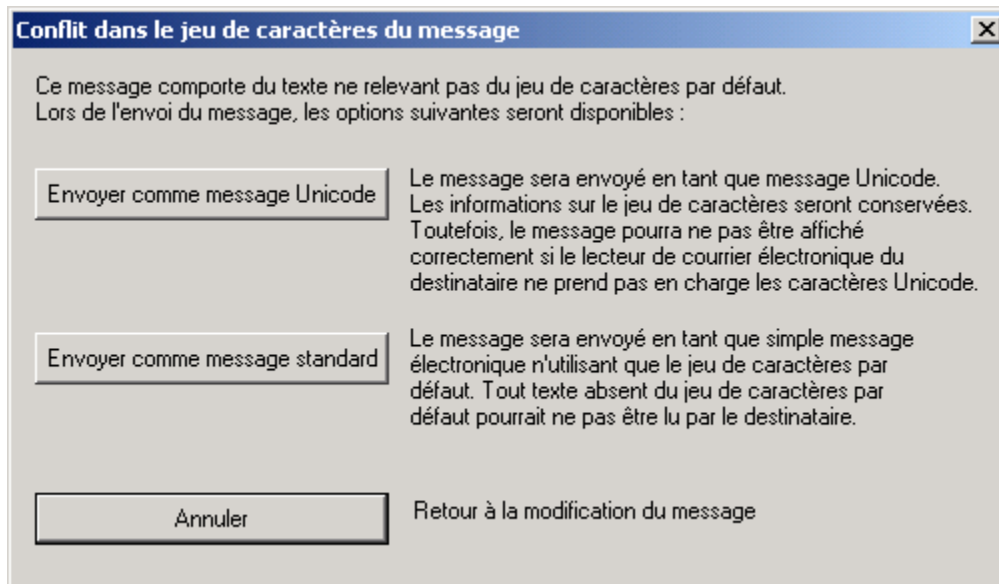 Conflit dans le jeu de caractères du message
Ce message comporte du texte ne relevant pas du jeu de caractères par défaut.
Lors de l'envoi du message, les options suivantes seront disponibles :
Envoyer comme message Unicode
Le message sera envoyé en tant que message Unicode.
Les informations sur le jeu de caractères seront conservées.
Toutefois, le message pourra ne pas être affiché
correctement si le lecteur de courrier électronique du
destinataire ne prend pas en charge les caractères Unicode.
Envoyer comme message standard
Le message sera envoyé en tant que simple message
électronique n'utilisant que le jeu de caractères par
défaut. Tout texte absent du jeu de caractères par
défaut pourrait ne pas être lu par le destinataire.
Annuler
Retour à la modification du message